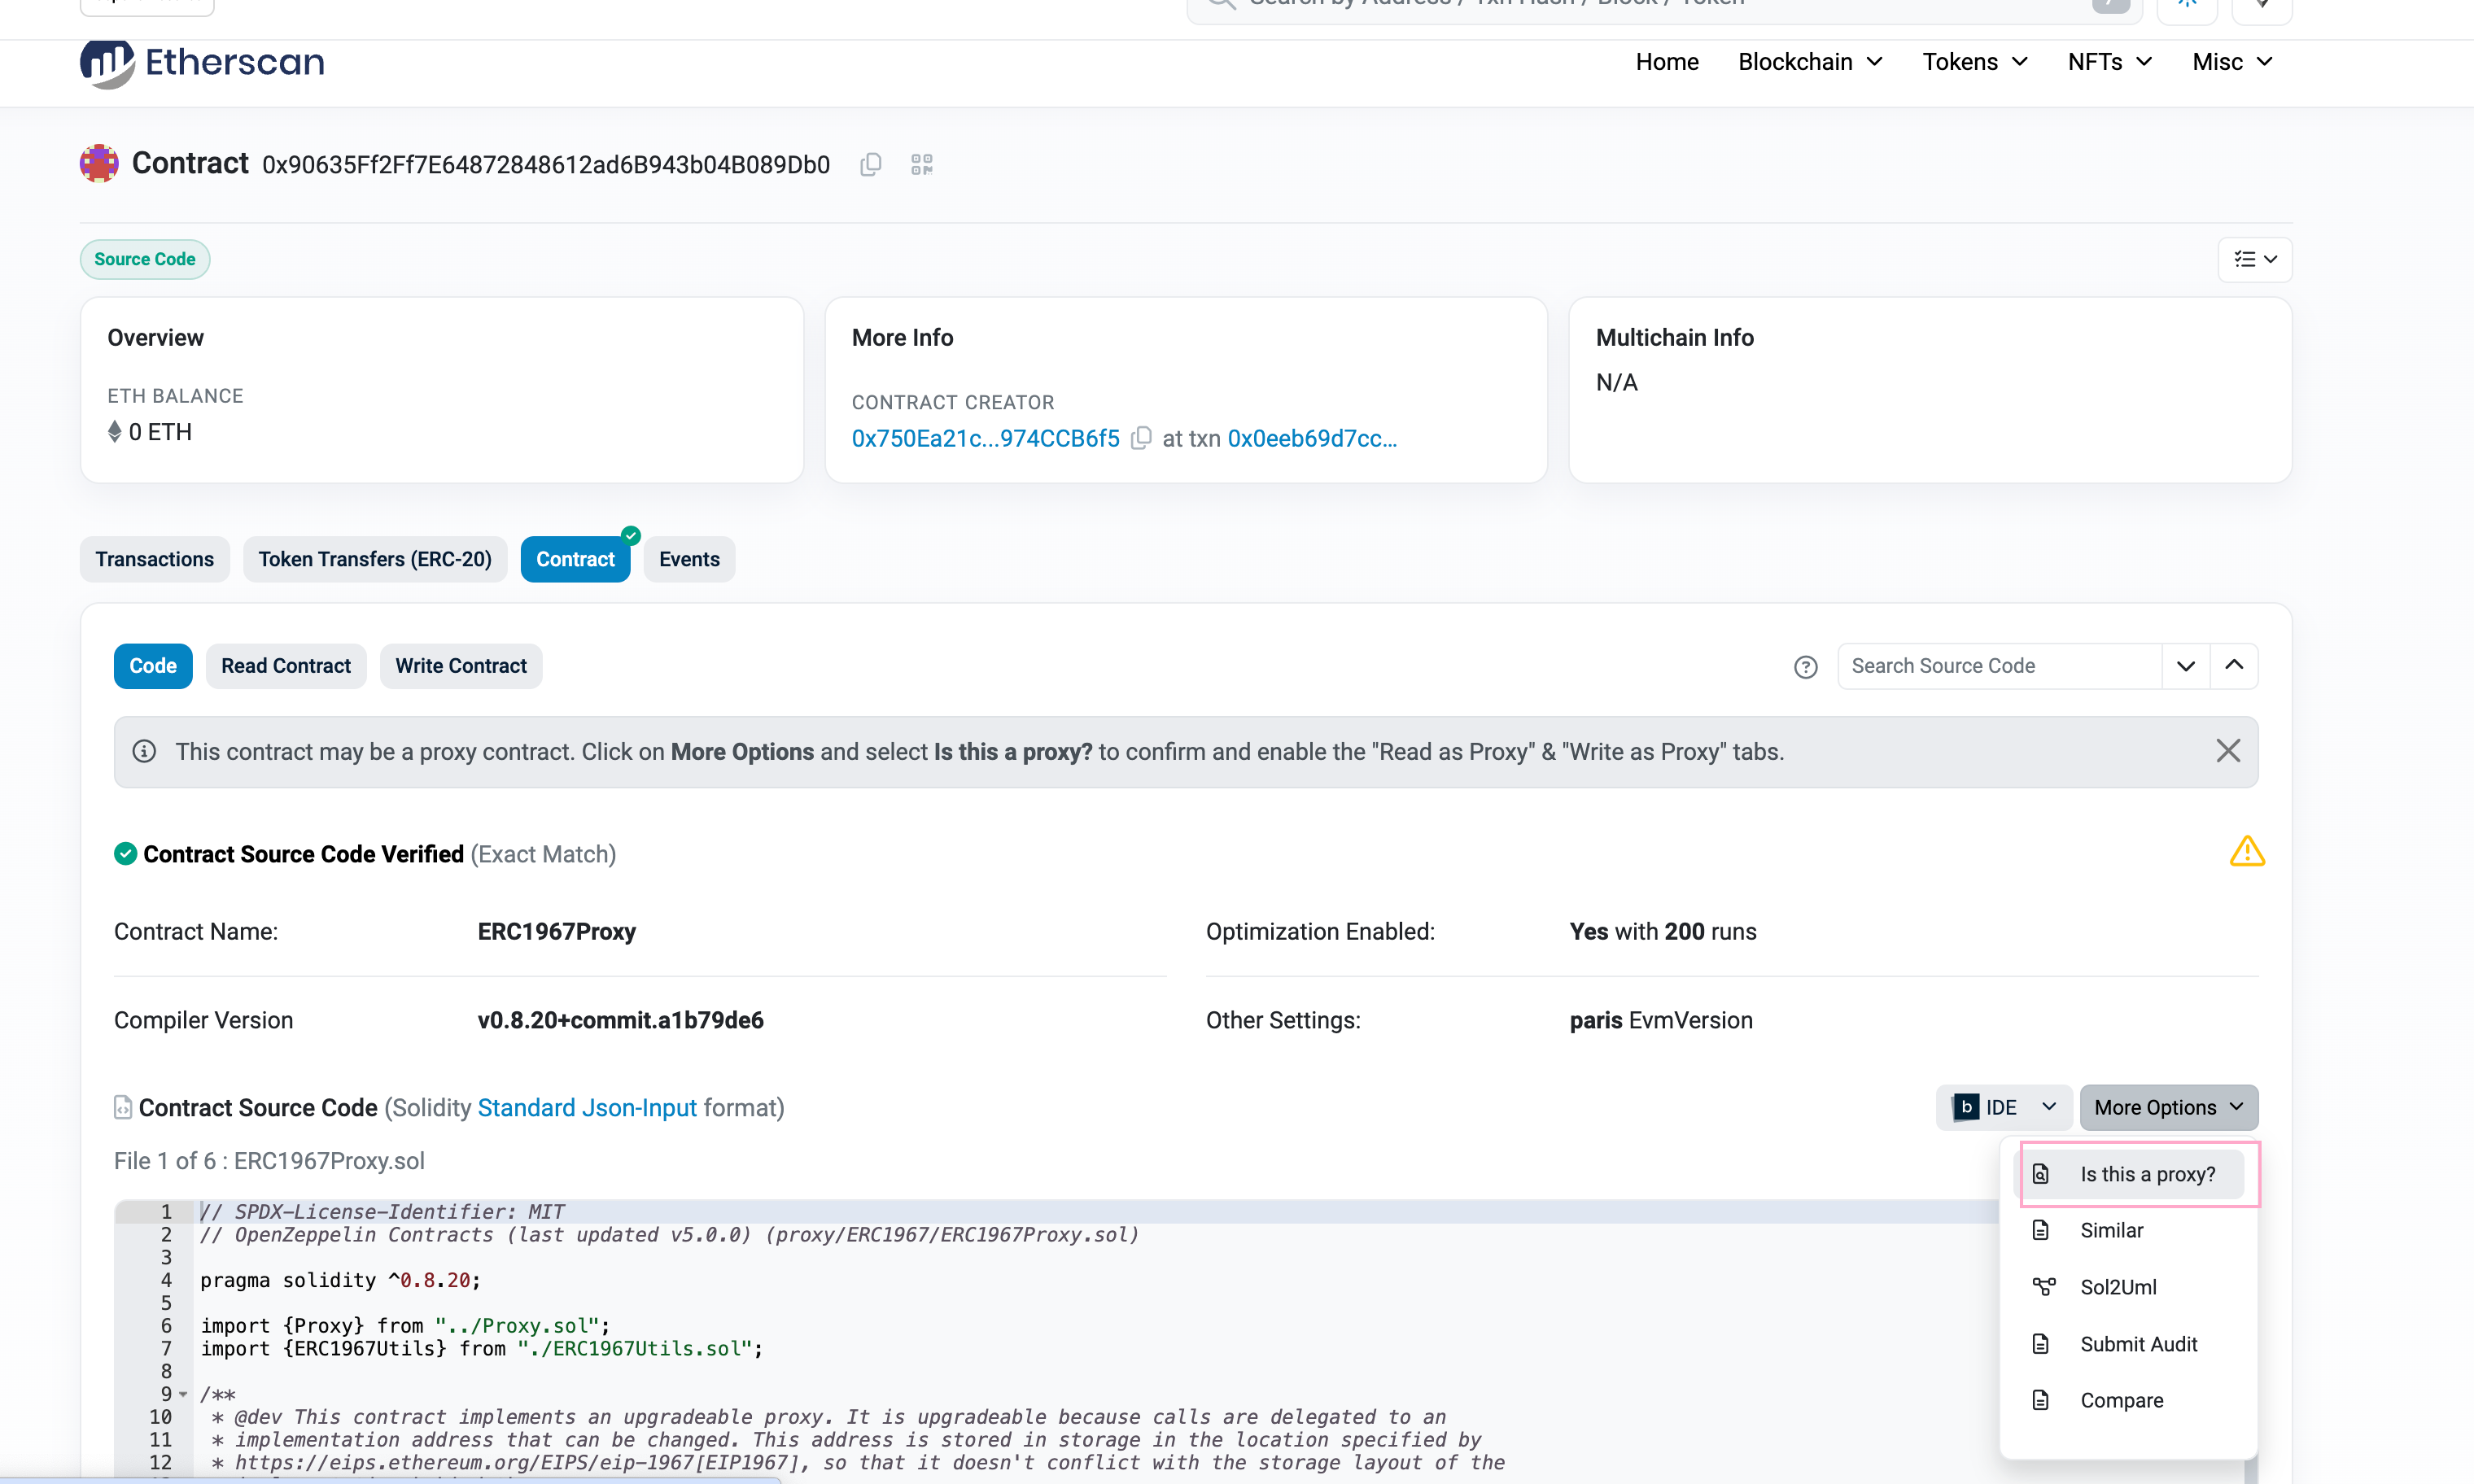 Search by Address / Txn Hash / Block / Token
/
Etherscan
Home
Blockchain
Tokens
NFTs
Misc
Contract 0x90635Ff2Ff7E64872848612ad6B943b04B089Db0
Source Code
Overview
ETH BALANCE
0 ETH
More Info
CONTRACT CREATOR
0x750Ea21c...974CCB6f5 at txn 0x0eeb69d7cc...
Multichain Info
N/A
Transactions
Token Transfers (ERC-20)
Contract
Events
Code
Read Contract
Write Contract
Search Source Code
This contract may be a proxy contract. Click on More Options and select Is this a proxy? to confirm and enable the "Read as Proxy" & "Write as Proxy" tabs.
Contract Source Code Verified (Exact Match)
Contract Name: ERC1967Proxy
Optimization Enabled: Yes with 200 runs
Compiler Version v0.8.20+commit.a1b79de6
Other Settings: paris EvmVersion
Contract Source Code (Solidity Standard Json-Input format)
b IDE
More Options
Is this a proxy?
Similar
Sol2Uml
Submit Audit
Compare
File 1 of 6 : ERC1967Proxy.sol
1 // SPDX-License-Identifier: MIT
2 // OpenZeppelin Contracts (last updated v5.0.0) (proxy/ERC1967/ERC1967Proxy.sol)
3
4 pragma solidity ^0.8.20;
5
6 import {Proxy} from "../Proxy.sol";
7 import {ERC1967Utils} from "./ERC1967Utils.sol";
8
9 /**
10 * @dev This contract implements an upgradeable proxy. It is upgradeable because calls are delegated to an
11 * implementation address that can be changed. This address is stored in storage in the location specified by
12 * https://eips.ethereum.org/EIPS/eip-1967[EIP1967], so that it doesn't conflict with the storage layout of the